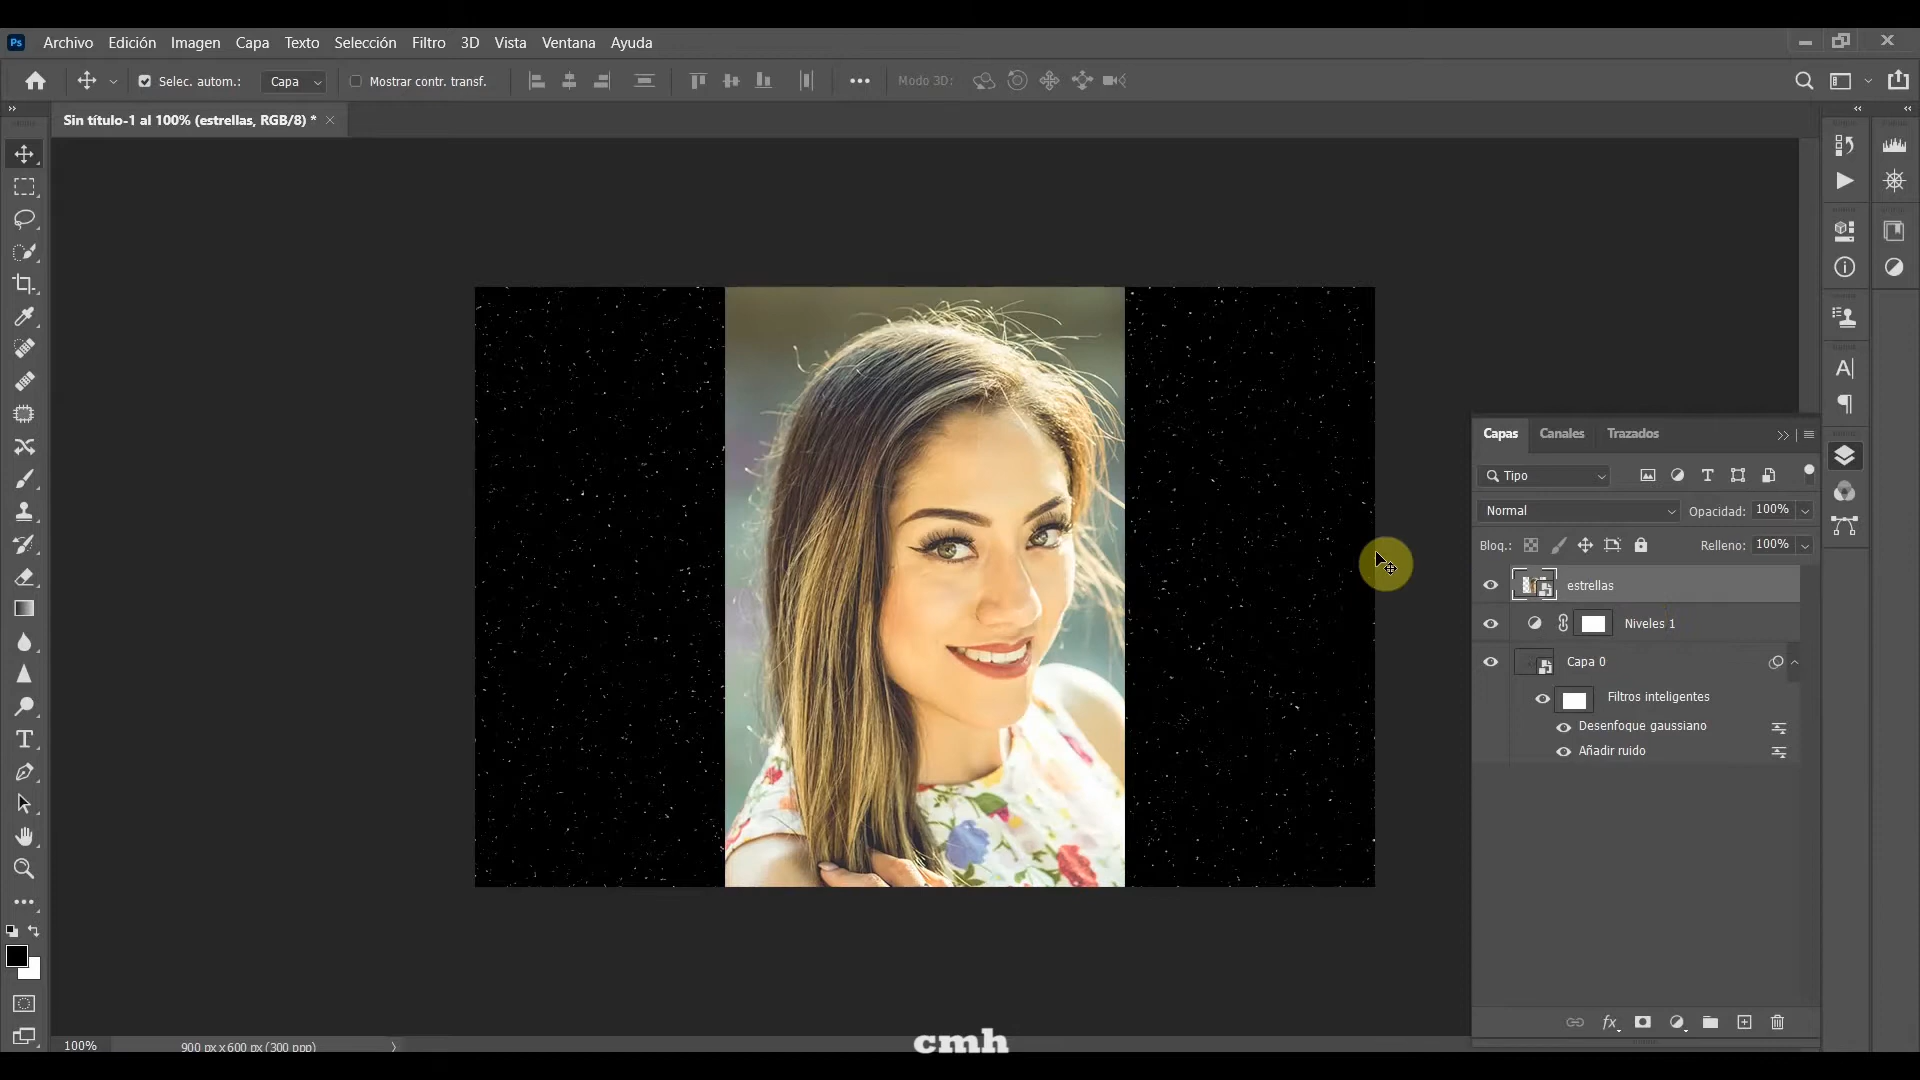 Ps Archivo Edición Imagen Capa Texto Selección Filtro 3D Vista Ventana Ayuda
Selec. autom.: Capa Mostrar contr. transf. Modo 3D:
Sin título-1 al 100% (estrellas, RGB/8) *
Capas Canales Trazados
Tipo
Normal Opacidad: 100%
Bloq.: Relleno: 100%
estrellas
Niveles 1
Capa 0
Filtros inteligentes
Desenfoque gaussiano
Añadir ruido
fx
100% 900 px x 600 px (300 ppp)
cmh